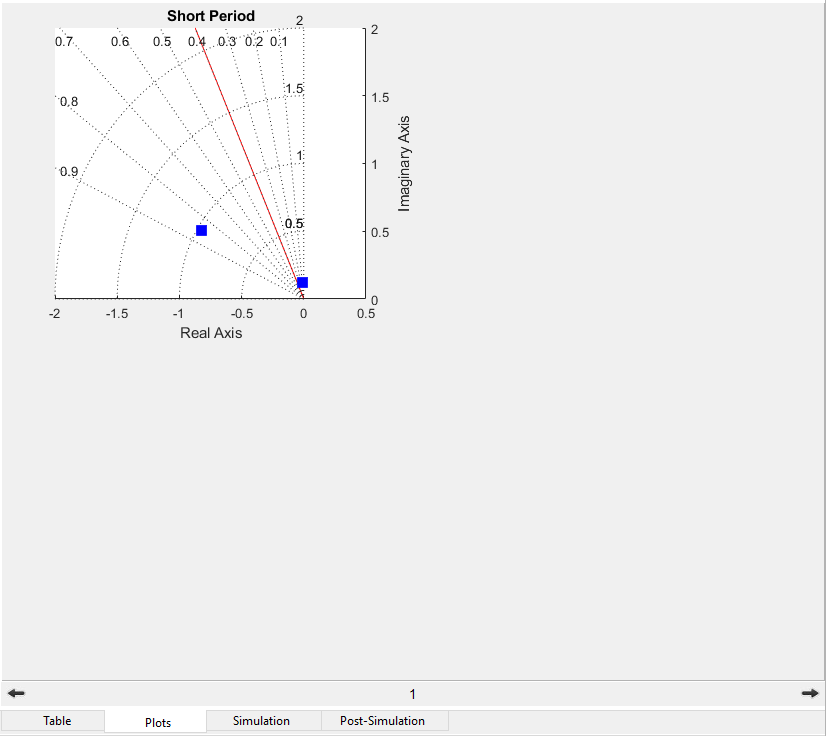 Short Period
2
2
0.7 0.6 0.5 0.4 0.3 0.2 0.1
1.5
1.5
0.8
1
1
0.9
0.5
0.5
0
-2 -1.5 -1 -0.5 0 0.5
Real Axis
Imaginary Axis
1
Table Plots Simulation Post-Simulation